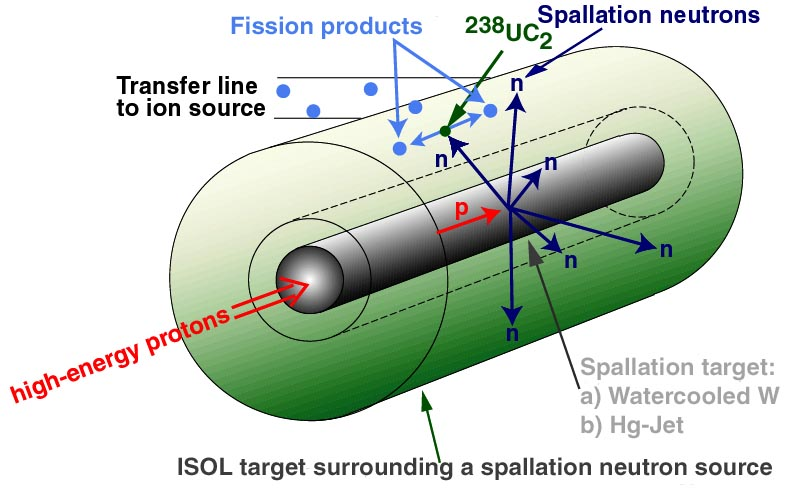 Spallation neutrons
Fission products
238UC2
Transfer line
to ion source
n
n
n
p
n
n
n
high-energy protons
Spallation target:
a) Watercooled W
b) Hg-Jet
ISOL target surrounding a spallation neutron source